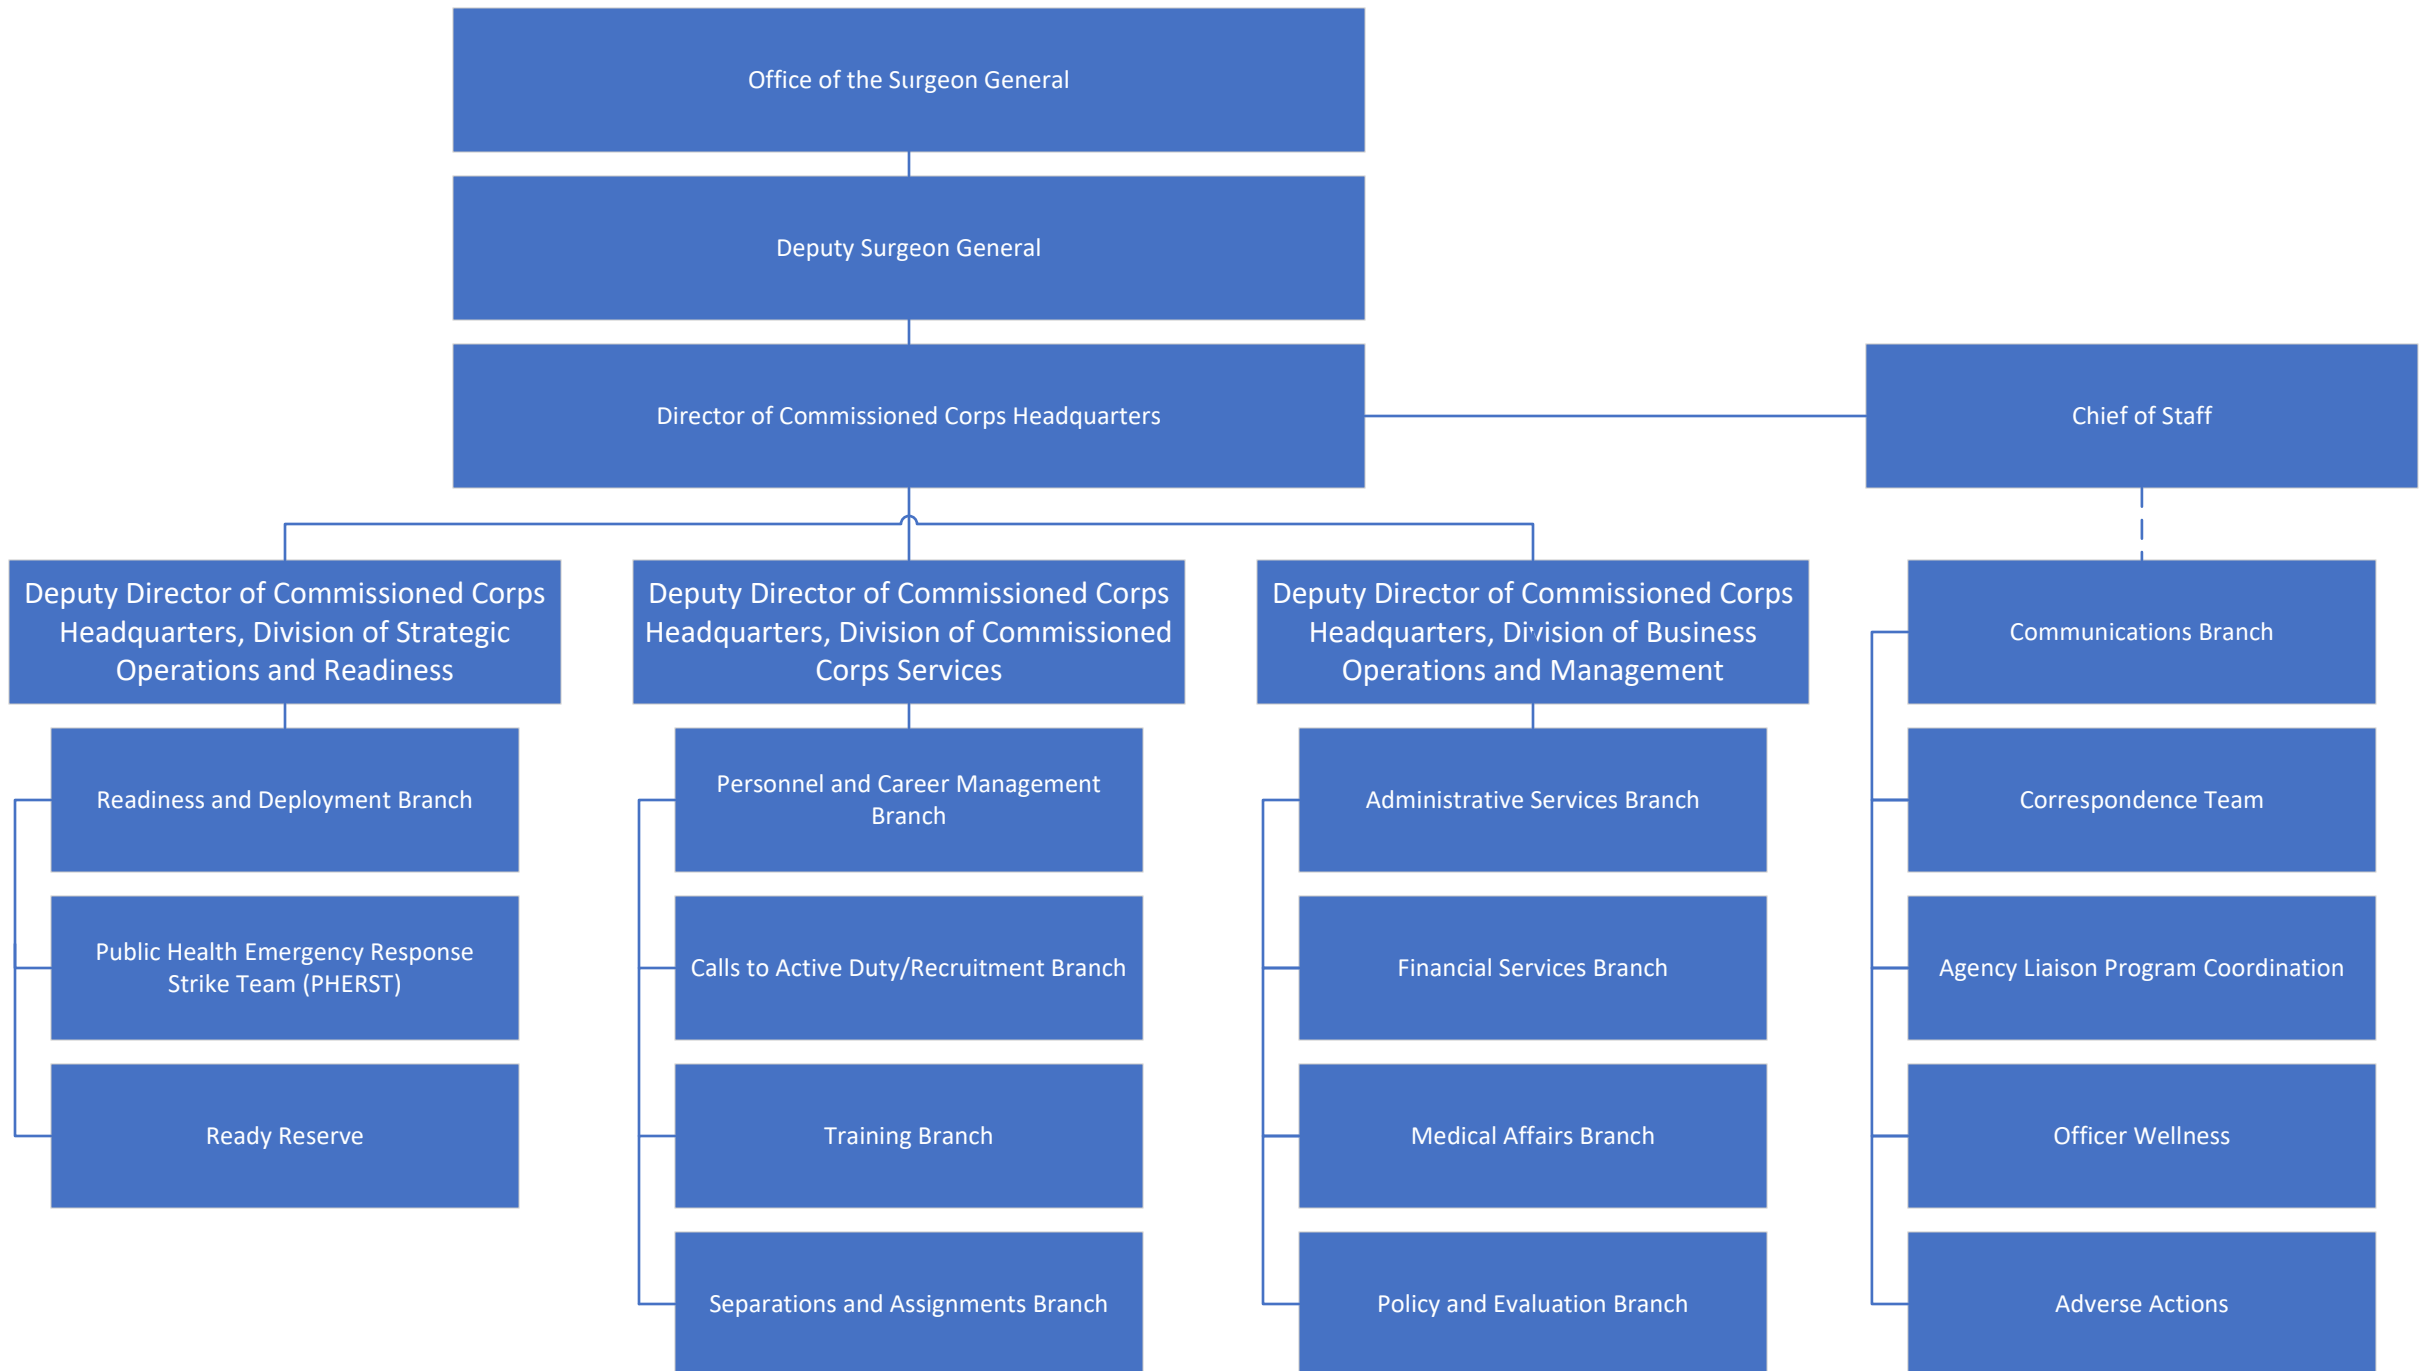 Office of the Surgeon General
Deputy Surgeon General
Director of Commissioned Corps Headquarters
Chief of Staff
Deputy Director of Commissioned Corps
Headquarters, Division of Strategic
Operations and Readiness
Readiness and Deployment Branch
Public Health Emergency Response
Strike Team (PHERST)
Ready Reserve
Deputy Director of Commissioned Corps
Headquarters, Division of Commissioned
Corps Services
Personnel and Career Management
Branch
Calls to Active Duty/Recruitment Branch
Training Branch
Separations and Assignments Branch
Deputy Director of Commissioned Corps
Headquarters, Division of Business
Operations and Management
Administrative Services Branch
Financial Services Branch
Medical Affairs Branch
Policy and Evaluation Branch
Communications Branch
Correspondence Team
Agency Liaison Program Coordination
Officer Wellness
Adverse Actions